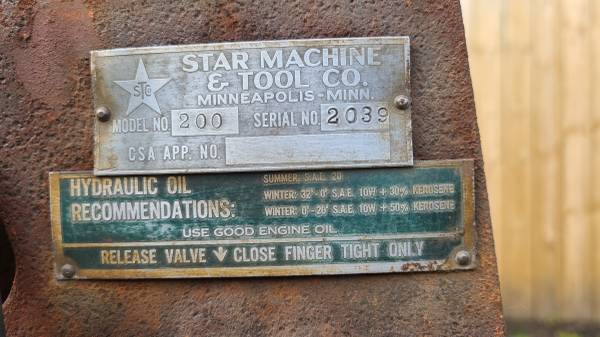 STAR MACHINE
& TOOL CO.
STC
MINNEAPOLIS - MINN.
MODEL NO. 200 SERIAL NO. 2039
CSA APP. NO.
HYDRAULIC OIL RECOMMENDATIONS:
SUMMER: S.A.E. 20
WINTER: 32°-0° S.A.E. 10W + 30% KEROSENE
WINTER: 0°-26° S.A.E. 10W + 50% KEROSENE
USE GOOD ENGINE OIL
RELEASE VALVE ↓ CLOSE FINGER TIGHT ONLY